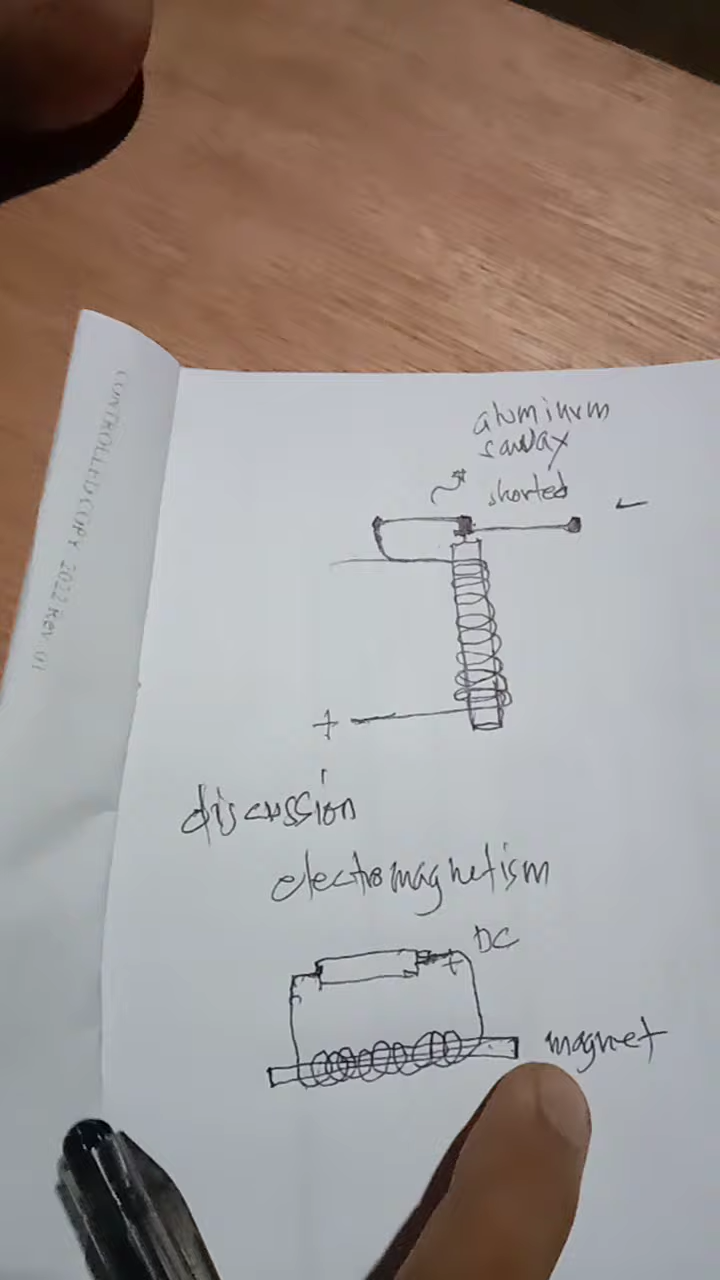 aluminum
shorted
-
+
discussion
electromagnetism
DC
+
magnet
CONTROLLED COPY 2022 Rev 01